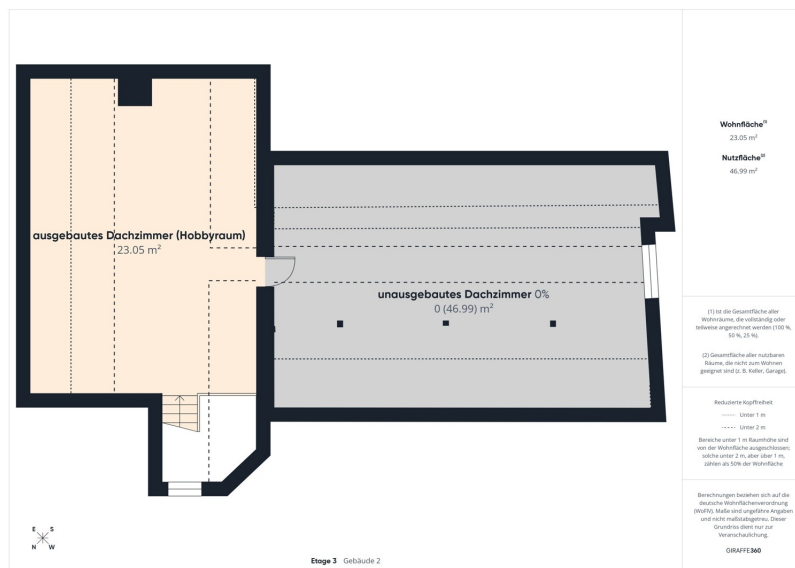 ausgebautes Dachzimmer (Hobbyraum)
23.05 m²
unausgebautes Dachzimmer 0%
0 (46.99) m²
Wohnfläche⁽¹⁾
23.05 m²
Nutzfläche⁽²⁾
46.99 m²
(1) Ist die Gesamtfläche aller
Wohnräume, die vollständig oder
teilweise angerechnet werden (100 %,
50 %, 25 %).
(2) Gesamtfläche aller nutzbaren
Räume, die nicht zum Wohnen
geeignet sind (z. B. Keller, Garage).
Reduzierte Kopffreiheit
Unter 1 m
Unter 2 m
Bereiche unter 1 m Raumhöhe sind
von der Wohnfläche ausgeschlossen;
solche unter 2 m, aber über 1 m,
zählen als 50% der Wohnfläche
Berechnungen beziehen sich auf die
deutsche Wohnflächenverordnung
(WoFlV). Maße sind ungefähre Angaben
und nicht maßstabsgetreu. Dieser
Grundriss dient nur zur
Veranschaulichung.
GIRAFFE360
E S
N W
Etage 3 Gebäude 2